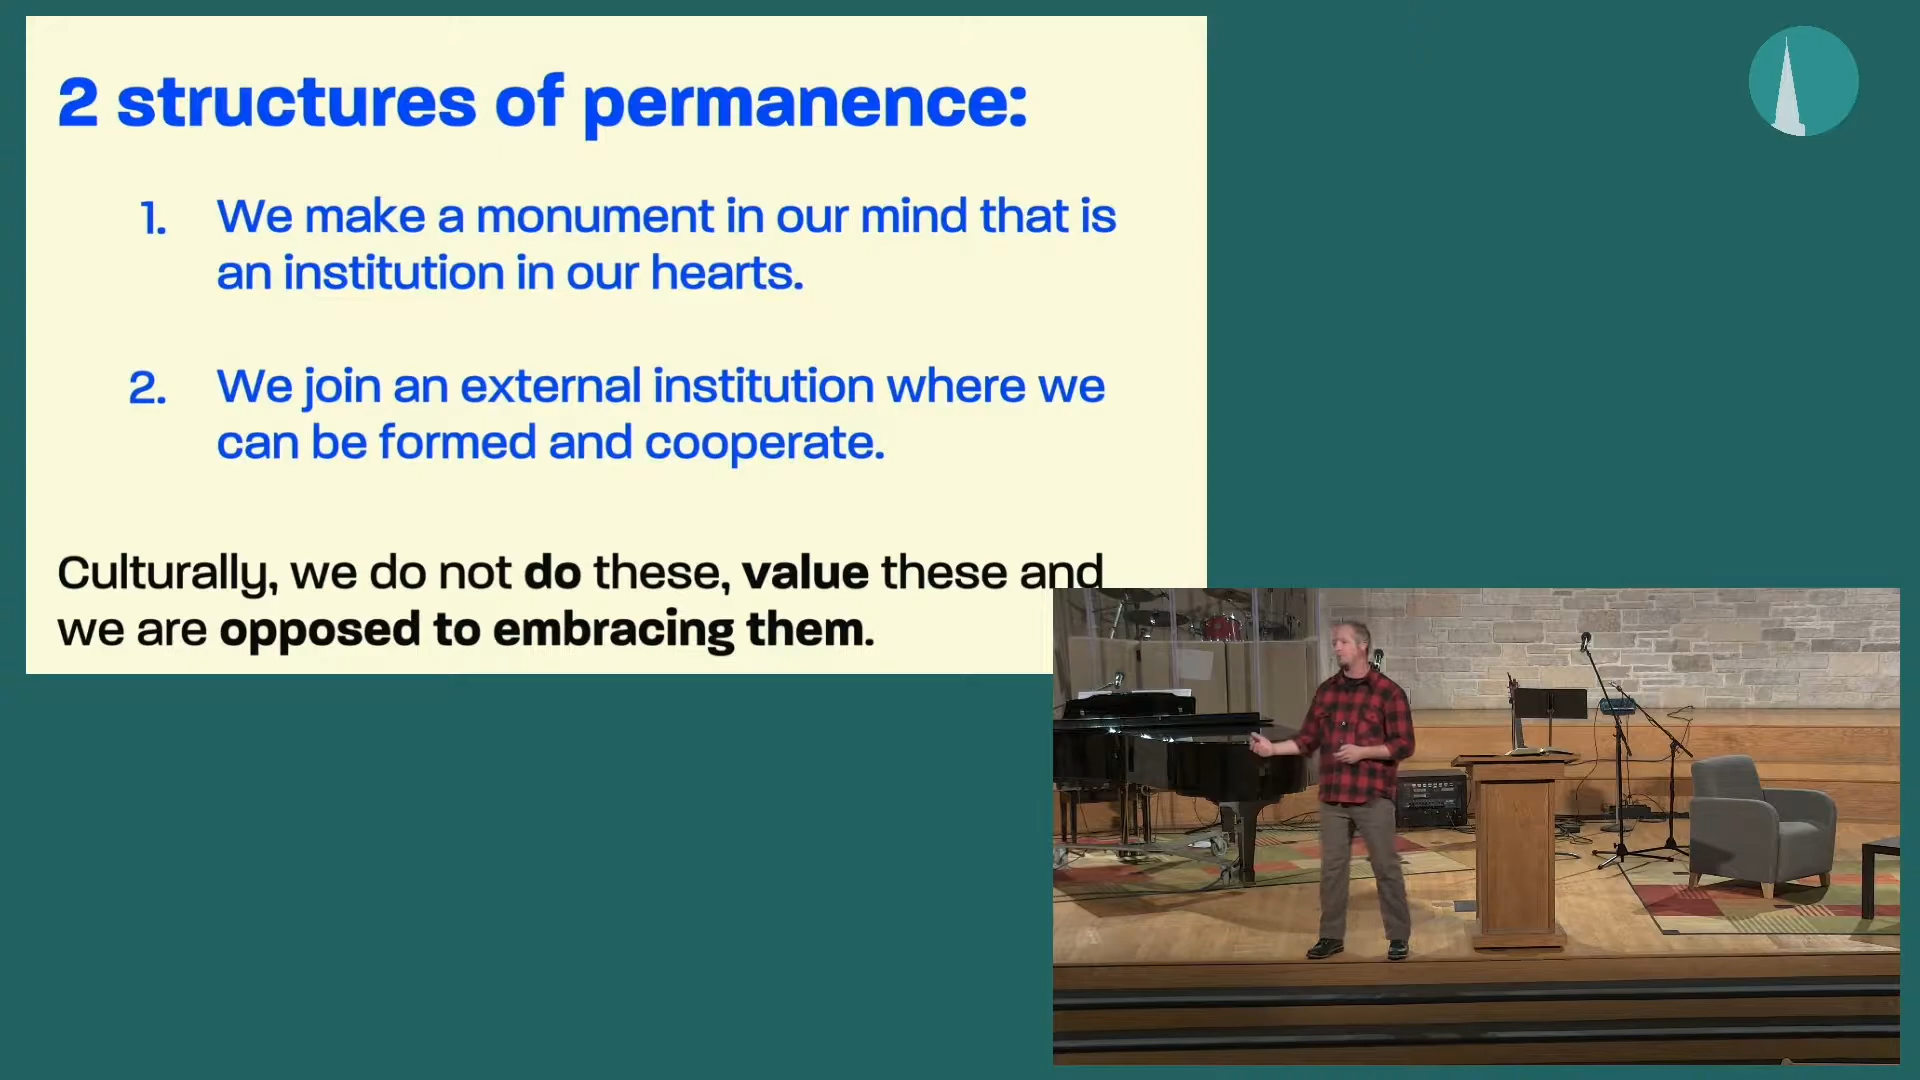 2 structures of permanence:
1. We make a monument in our mind that is
an institution in our hearts.
2. We join an external institution where we
can be formed and cooperate.
Culturally, we do not do these, value these and
we are opposed to embracing them.